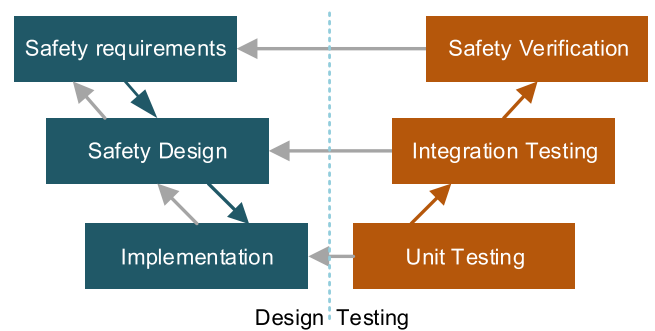 Safety requirements
Safety Verification
Safety Design
Integration Testing
Implementation
Unit Testing
Design
Testing